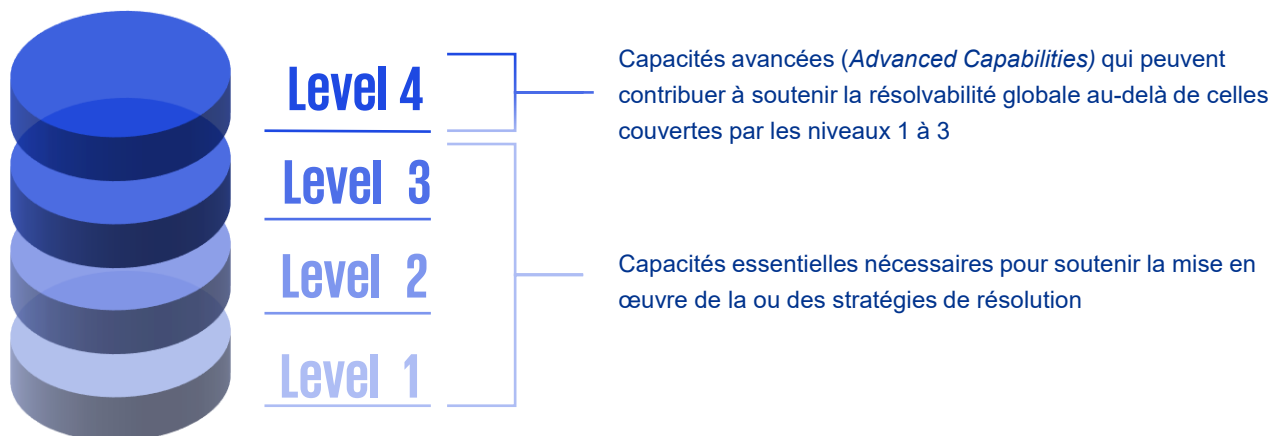 Level 4
Capacités avancées (Advanced Capabilities) qui peuvent
contribuer à soutenir la résolvabilité globale au-delà de celles
couvertes par les niveaux 1 à 3
Level 3
Level 2
Capacités essentielles nécessaires pour soutenir la mise en
œuvre de la ou des stratégies de résolution
Level 1